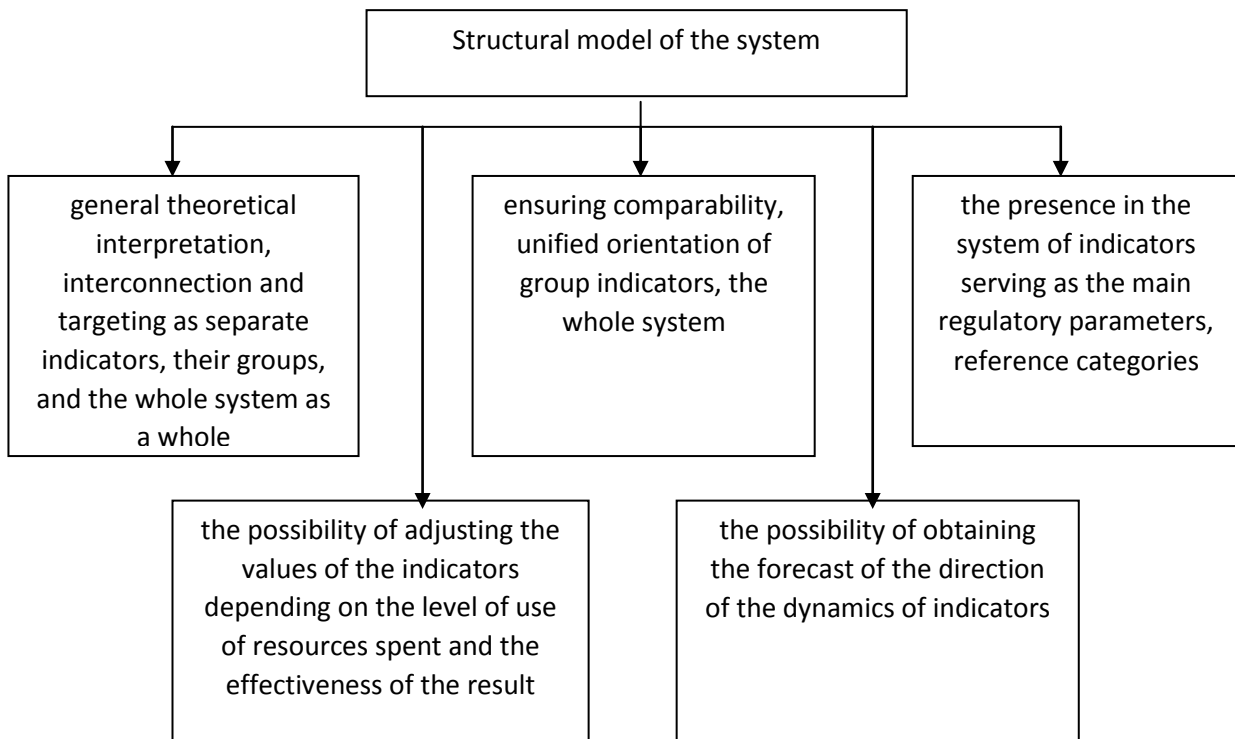 Structural model of the system
general theoretical
interpretation,
interconnection and
targeting as separate
indicators, their groups,
and the whole system as
a whole
ensuring comparability,
unified orientation of
group indicators, the
whole system
the presence in the
system of indicators
serving as the main
regulatory parameters,
reference categories
the possibility of adjusting the
values of the indicators
depending on the level of use
of resources spent and the
effectiveness of the result
the possibility of obtaining
the forecast of the direction
of the dynamics of indicators